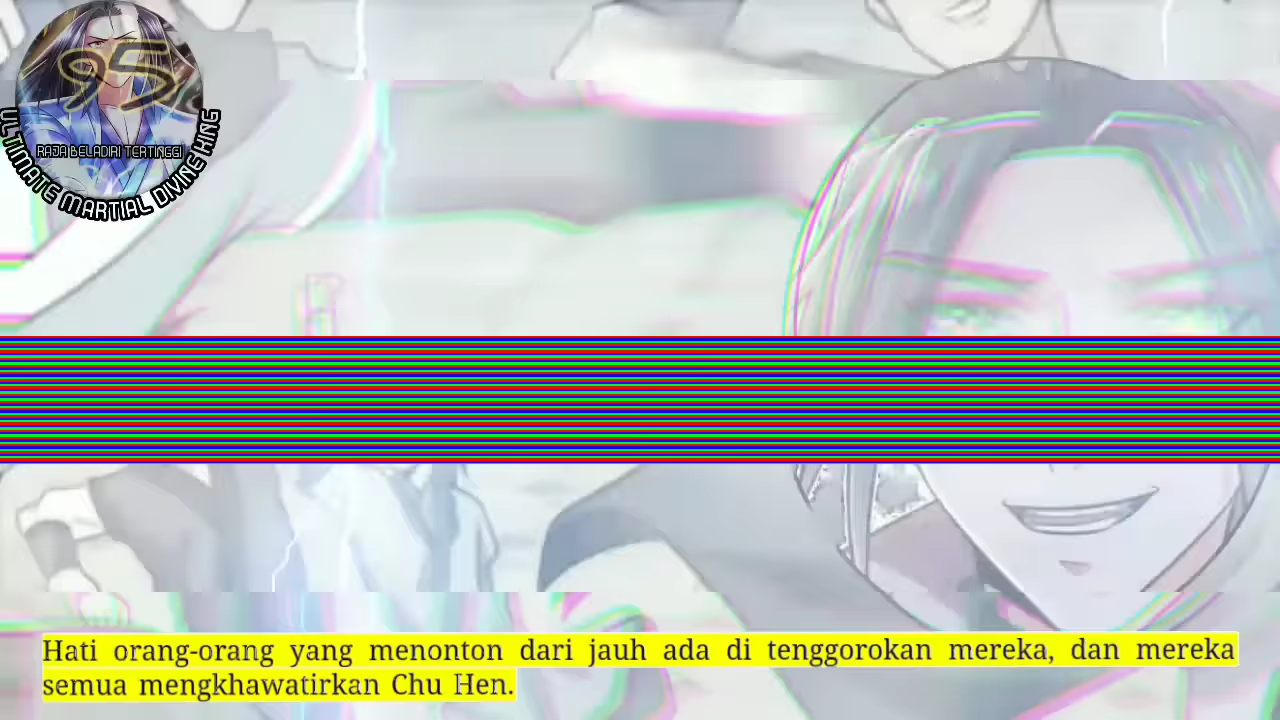 95
RAJA BELADIRI TERTINGGI
ULTIMATE MARTIAL DIVINE KING
Hati orang-orang yang menonton dari jauh ada di tenggorokan mereka, dan mereka
semua mengkhawatirkan Chu Hen.